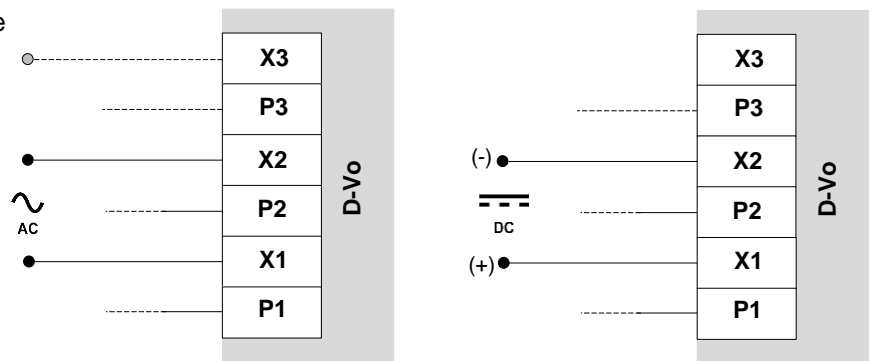 e
X3
P3
X2
AC
P2
X1
P1
D-Vo
X3
P3
(-)
X2
DC
P2
(+)
X1
P1
D-Vo